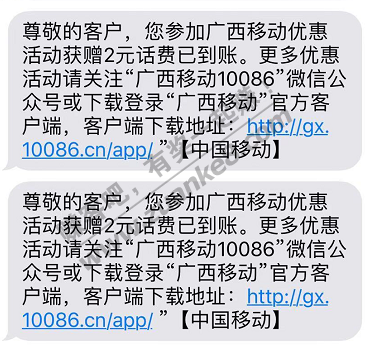 尊敬的客户，您参加广西移动优惠
活动获赠2元话费已到账。更多优惠
活动请关注“广西移动10086”微信公
众号或下载登录“广西移动”官方客
户端，客户端下载地址：http://gx.
10086.cn/app/ ”【中国移动】
尊敬的客户，您参加广西移动优惠
活动获赠2元话费已到账。更多优惠
活动请关注“广西移动10086”微信公
众号或下载登录“广西移动”官方客
户端，客户端下载地址：http://gx.
10086.cn/app/ ”【中国移动】